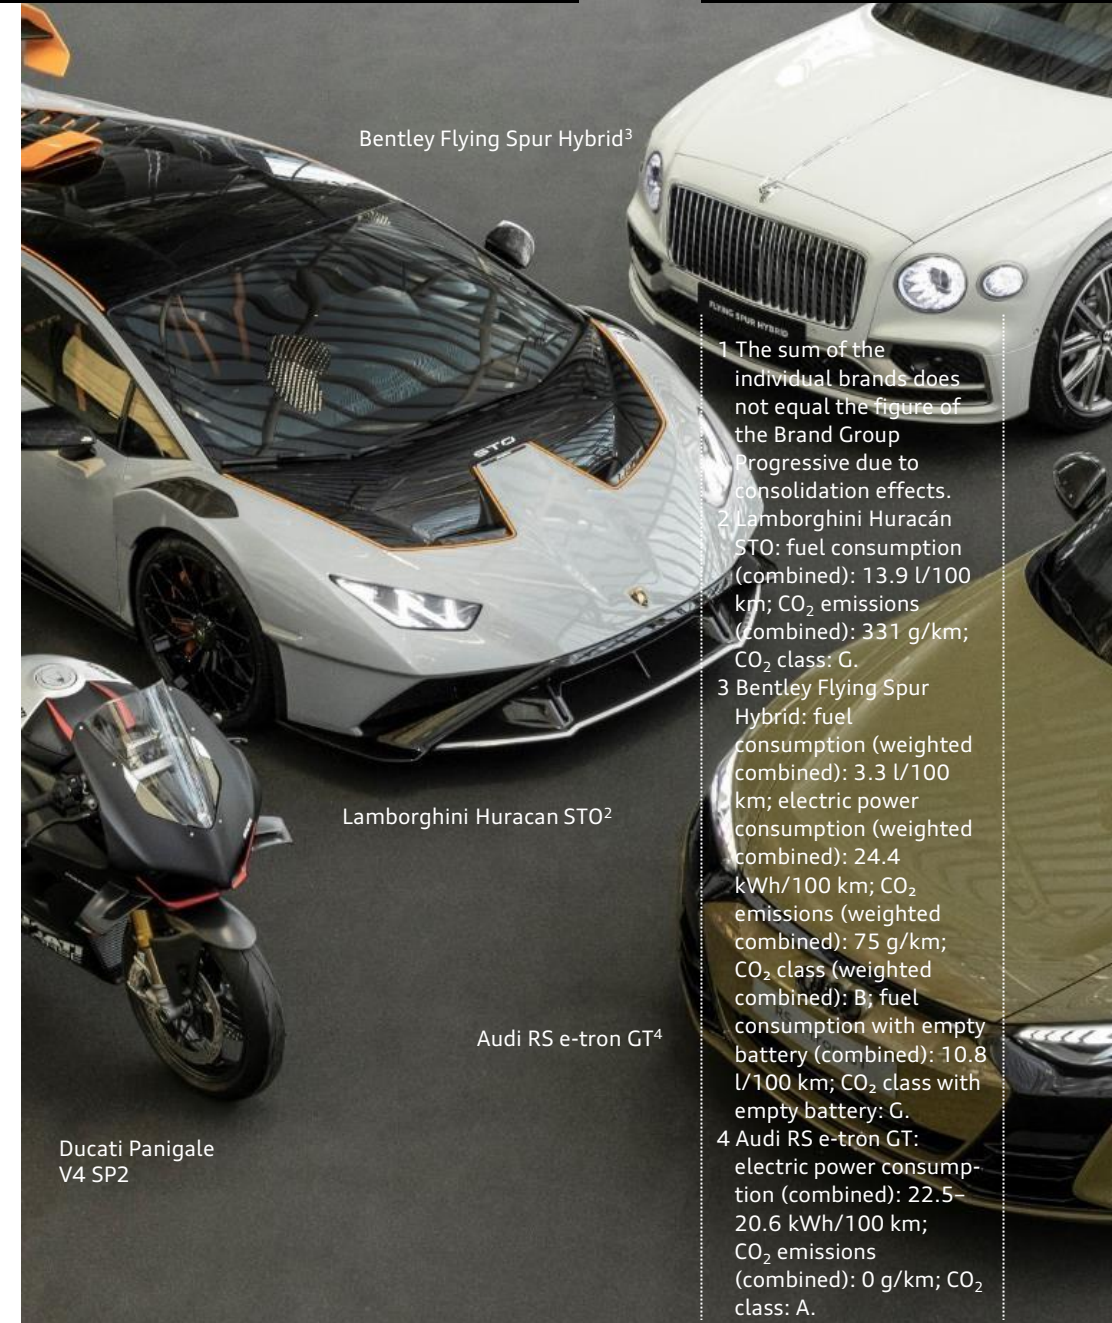 Bentley Flying Spur Hybrid³
FLYING SPUR HYBRID
STO
1 The sum of the
individual brands does
not equal the figure of
the Brand Group
Progressive due to
consolidation effects.
2 Lamborghini Huracán
STO: fuel consumption
(combined): 13.9 l/100
km; CO₂ emissions
(combined): 331 g/km;
CO₂ class: G.
3 Bentley Flying Spur
Hybrid: fuel
consumption (weighted
combined): 3.3 l/100
km; electric power
consumption (weighted
combined): 24.4
kWh/100 km; CO₂
emissions (weighted
combined): 75 g/km;
CO₂ class (weighted
combined): B; fuel
consumption with empty
battery (combined): 10.8
l/100 km; CO₂ class with
empty battery: G.
4 Audi RS e-tron GT:
electric power consump-
tion (combined): 22.5–
20.6 kWh/100 km;
CO₂ emissions
(combined): 0 g/km; CO₂
class: A.
Lamborghini Huracan STO²
Audi RS e-tron GT⁴
Ducati Panigale
V4 SP2